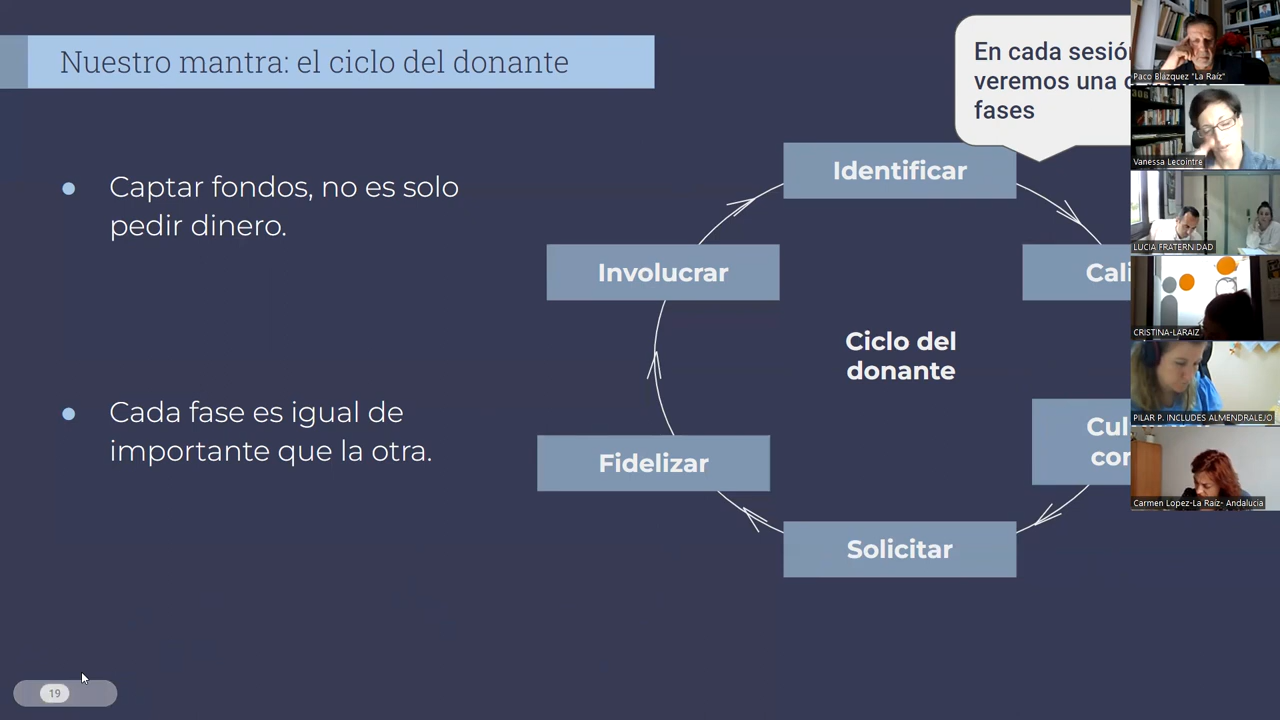 Nuestro mantra: el ciclo del donante
En cada sesión
veremos una
fases
Captar fondos, no es solo
pedir dinero.
Cada fase es igual de
importante que la otra.
Identificar
Involucrar
Ciclo del
donante
Fidelizar
Solicitar
19
Paco Blázquez "La Raíz"
Vanessa Lecointre
LUCIA FRATERNIDAD
CRISTINA-LARAIZ
PILAR P. INCLUDES ALMENDRALEJO
Carmen Lopez-La Raíz- Andalucia